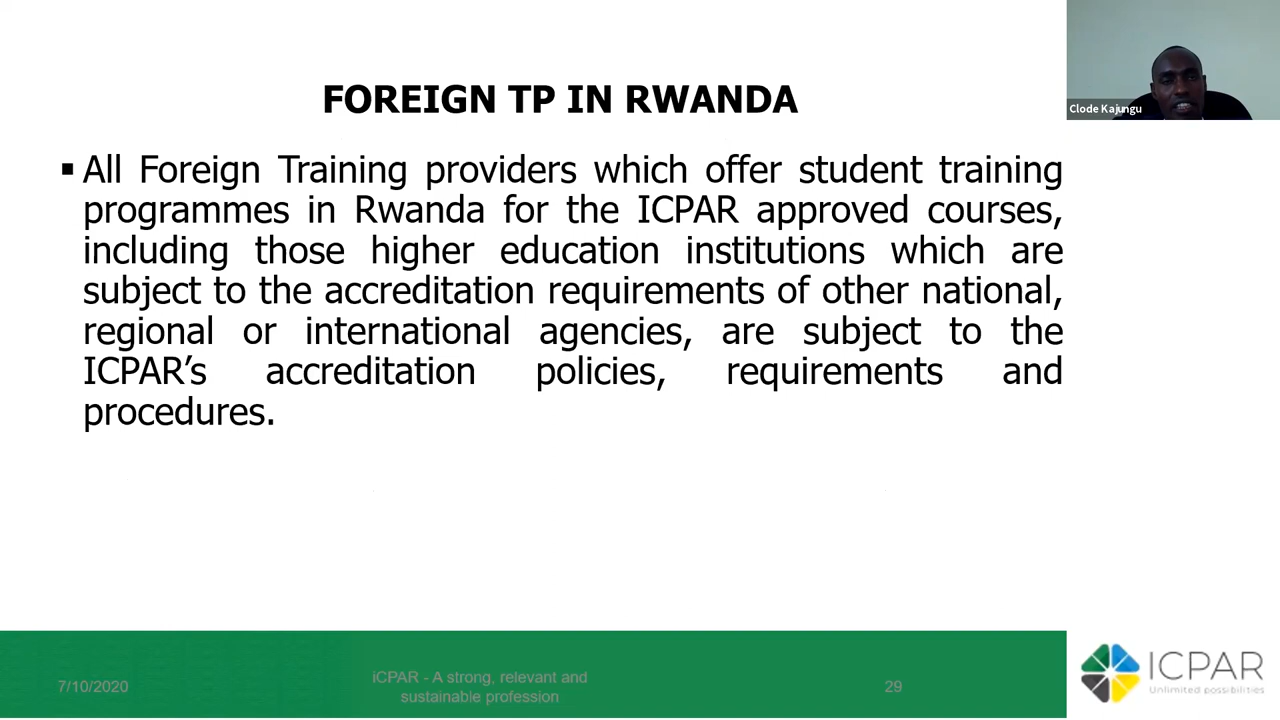 FOREIGN TP IN RWANDA
Clode Kajungu
▪ All Foreign Training providers which offer student training
programmes in Rwanda for the ICPAR approved courses,
including those higher education institutions which are
subject to the accreditation requirements of other national,
regional or international agencies, are subject to the
ICPAR’s accreditation policies, requirements and
procedures.
7/10/2020
iCPAR - A strong, relevant and
sustainable profession
29
ICPAR
Unlimited possibilities